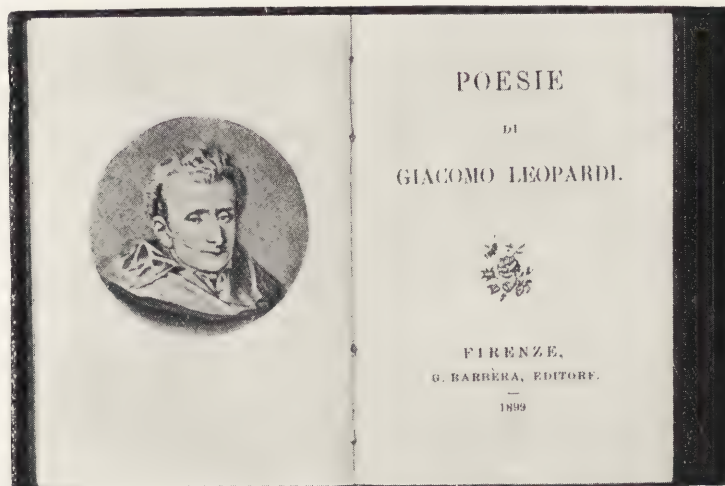 POESIE
DI
GIACOMO LEOPARDI.
FIRENZE,
G. BARBÈRA, EDITORE.
1899